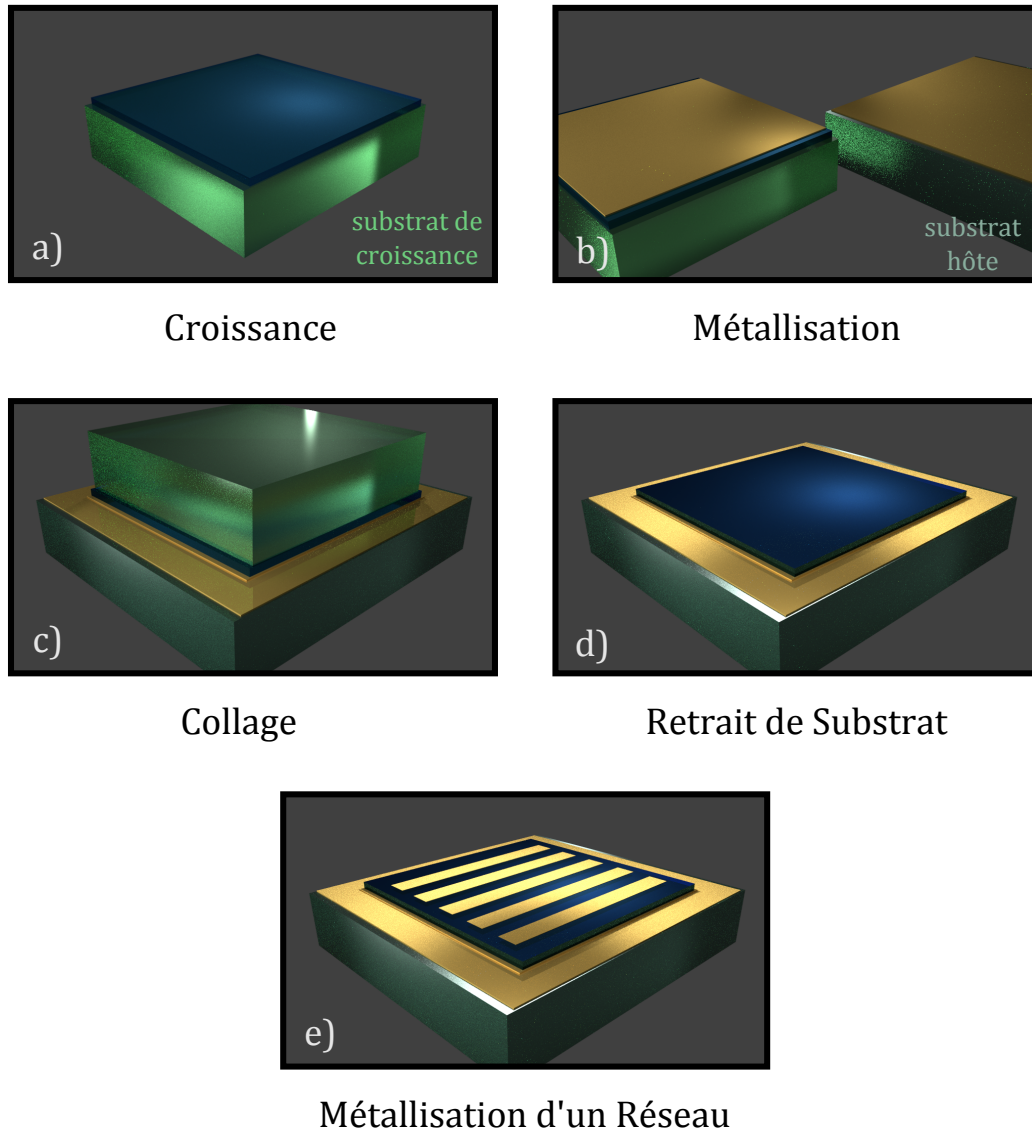 a)
substrat de
croissance
b)
substrat
hôte
Croissance
Métallisation
c)
d)
Collage
Retrait de Substrat
e)
Métallisation d'un Réseau